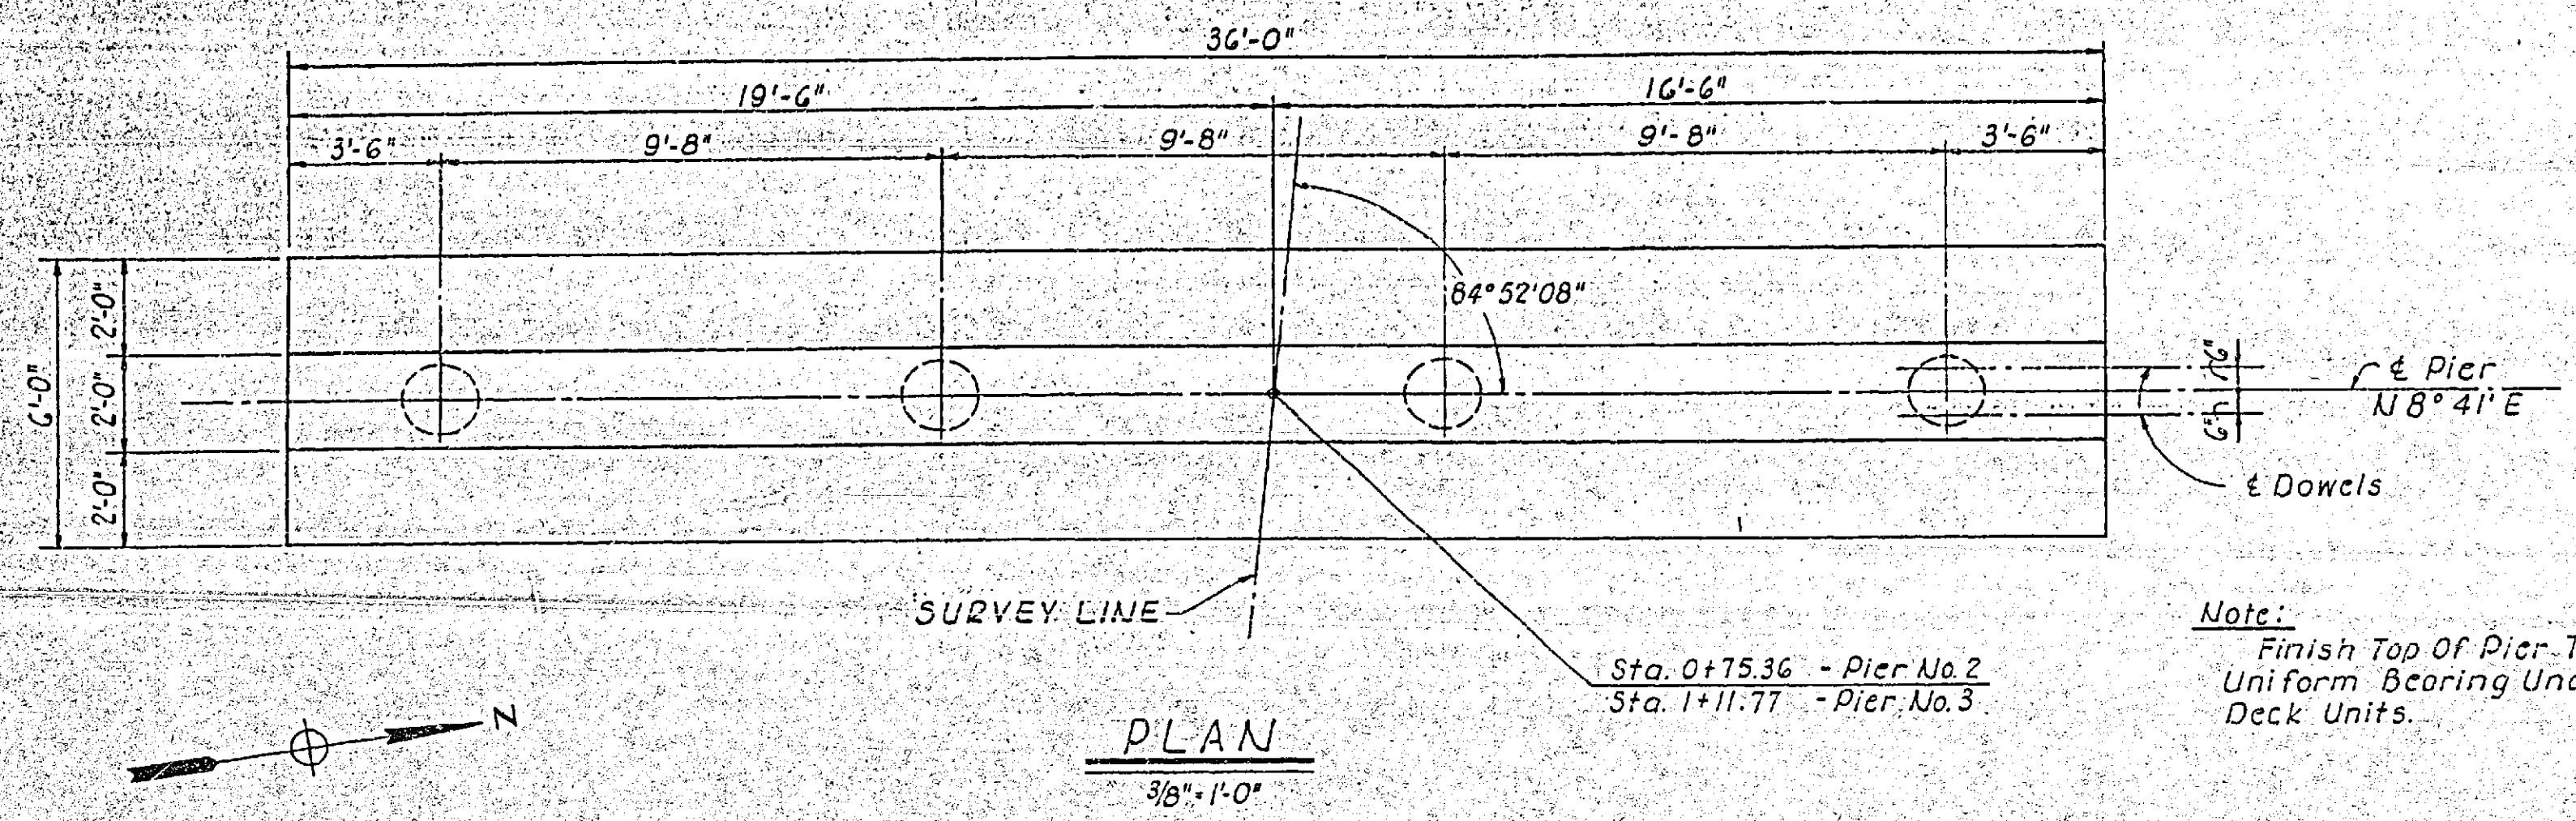 36'-0"
19'-6"
16'-6"
3'-6"
9'-8"
9'-8"
9'-8"
3'-6"
84°52'08"
6'-0"
2'-0"
2'-0"
2'-0"
6"
6"
℄ Pier
N 8° 41' E
℄ Dowels
SURVEY LINE
Sta. 0+75.36 - Pier No. 2
Sta. 1+11.77 - Pier No. 3
Note:
Finish Top Of Pier
Uniform Bearing
Deck Units.
N
PLAN
3/8"=1'-0"